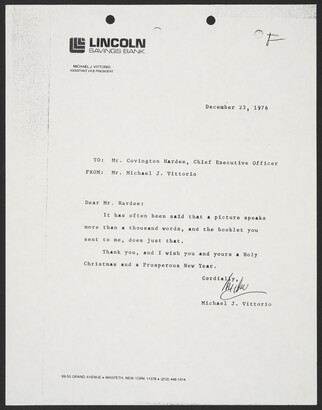 LINCOLN
SAVINGS BANK
MICHAEL J. VITTORIO
ASSISTANT VICE PRESIDENT
F
December 23, 1976
TO: Mr. Covington Hardee, Chief Executive Officer
FROM: Mr. Michael J. Vittorio
Dear Mr. Hardee:
It has often been said that a picture speaks
more than a thousand words, and the booklet you
sent to me, does just that.
Thank you, and I wish you and yours a Holy
Christmas and a Prosperous New Year.
Cordially,
Michael J. Vittorio